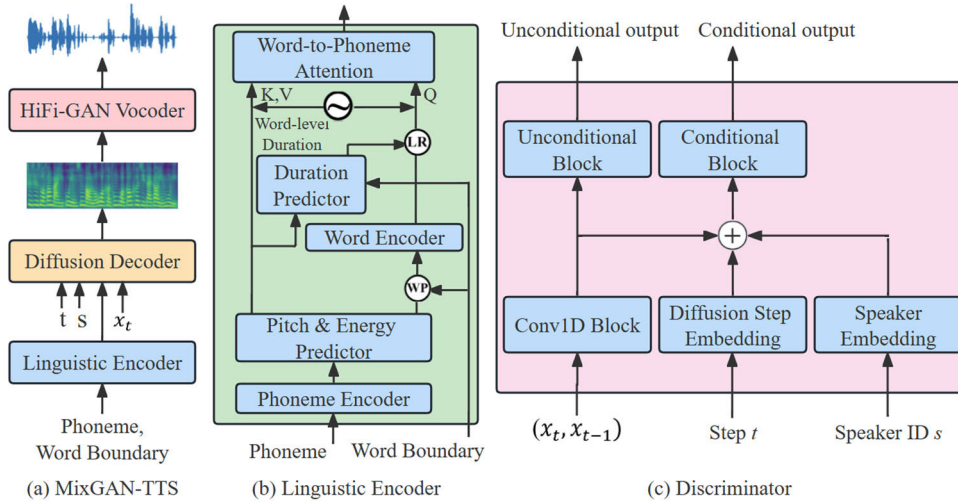 HiFi-GAN Vocoder
Diffusion Decoder
t s x_t
Linguistic Encoder
Phoneme,
Word Boundary
(a) MixGAN-TTS
Word-to-Phoneme
Attention
K,V
Q
Word-level
Duration
LR
Duration
Predictor
Word Encoder
WP
Pitch & Energy
Predictor
Phoneme Encoder
Phoneme
Word Boundary
(b) Linguistic Encoder
Unconditional output
Conditional output
Unconditional
Block
Conditional
Block
+
Conv1D Block
Diffusion Step
Embedding
Speaker
Embedding
(x_t, x_{t-1})
Step t
Speaker ID s
(c) Discriminator